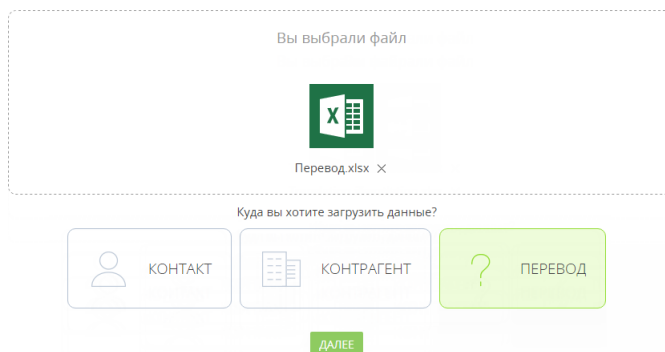 Вы выбрали файл
Перевод.xlsx
Куда вы хотите загрузить данные?
КОНТАКТ
КОНТРАГЕНТ
ПЕРЕВОД
ДАЛЕЕ